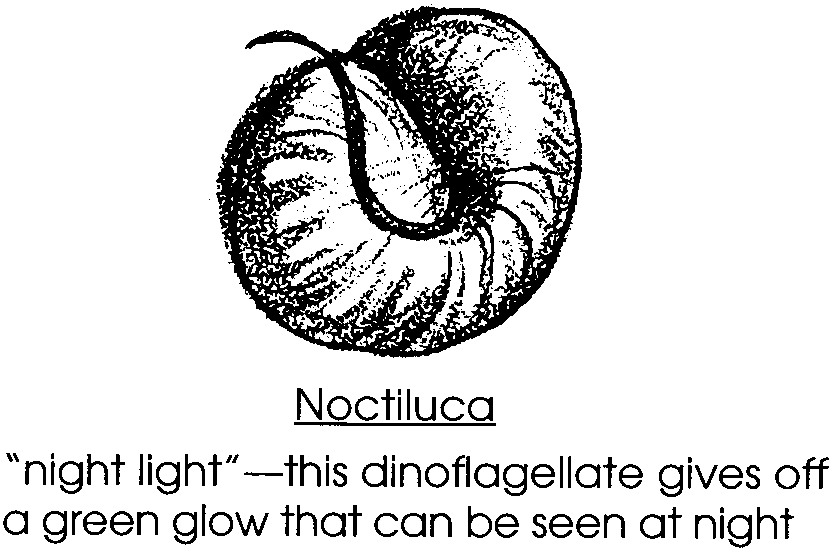 Noctiluca
“night light”—this dinoflagellate gives off
a green glow that can be seen at night